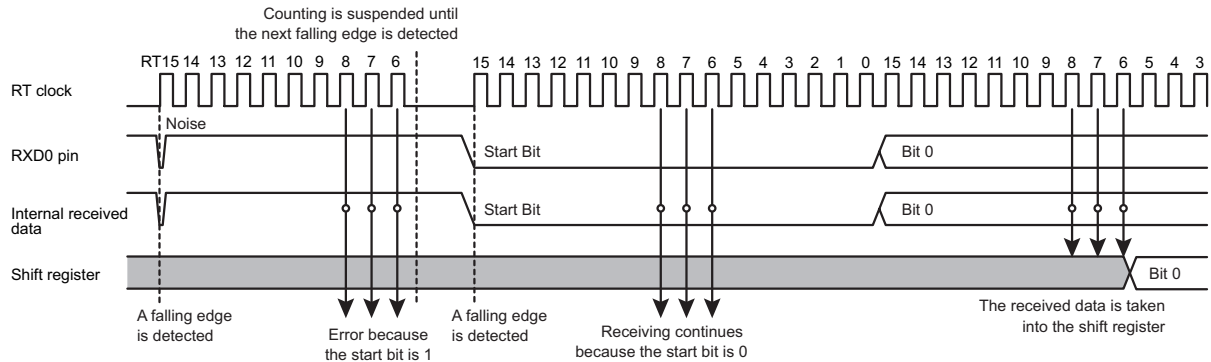 Counting is suspended until
the next falling edge is detected
RT15 14 13 12 11 10 9 8 7 6 15 14 13 12 11 10 9 8 7 6 5 4 3 2 1 0 15 14 13 12 11 10 9 8 7 6 5 4 3
RT clock
Noise
RXD0 pin Start Bit Bit 0
Internal received
data
Start Bit Bit 0
Shift register Bit 0
A falling edge
is detected
Error because
the start bit is 1
A falling edge
is detected
Receiving continues
because the start bit is 0
The received data is taken
into the shift register